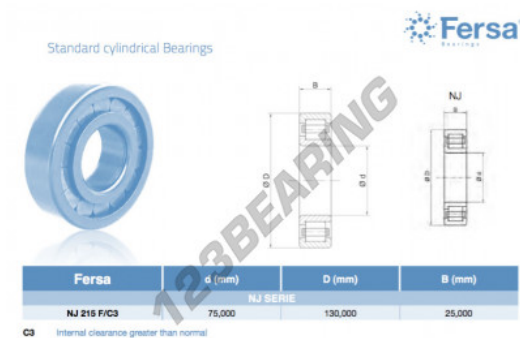 Fersa
Bearings
Standard cylindrical Bearings
B
Ø D
Ø d
NJ
B
Ø D
Ø d
123BEARING
Fersa d (mm) D (mm) B (mm)
NJ SERIE
NJ 215 F/C3 75,000 130,000 25,000
C3 Internal clearance greater than normal